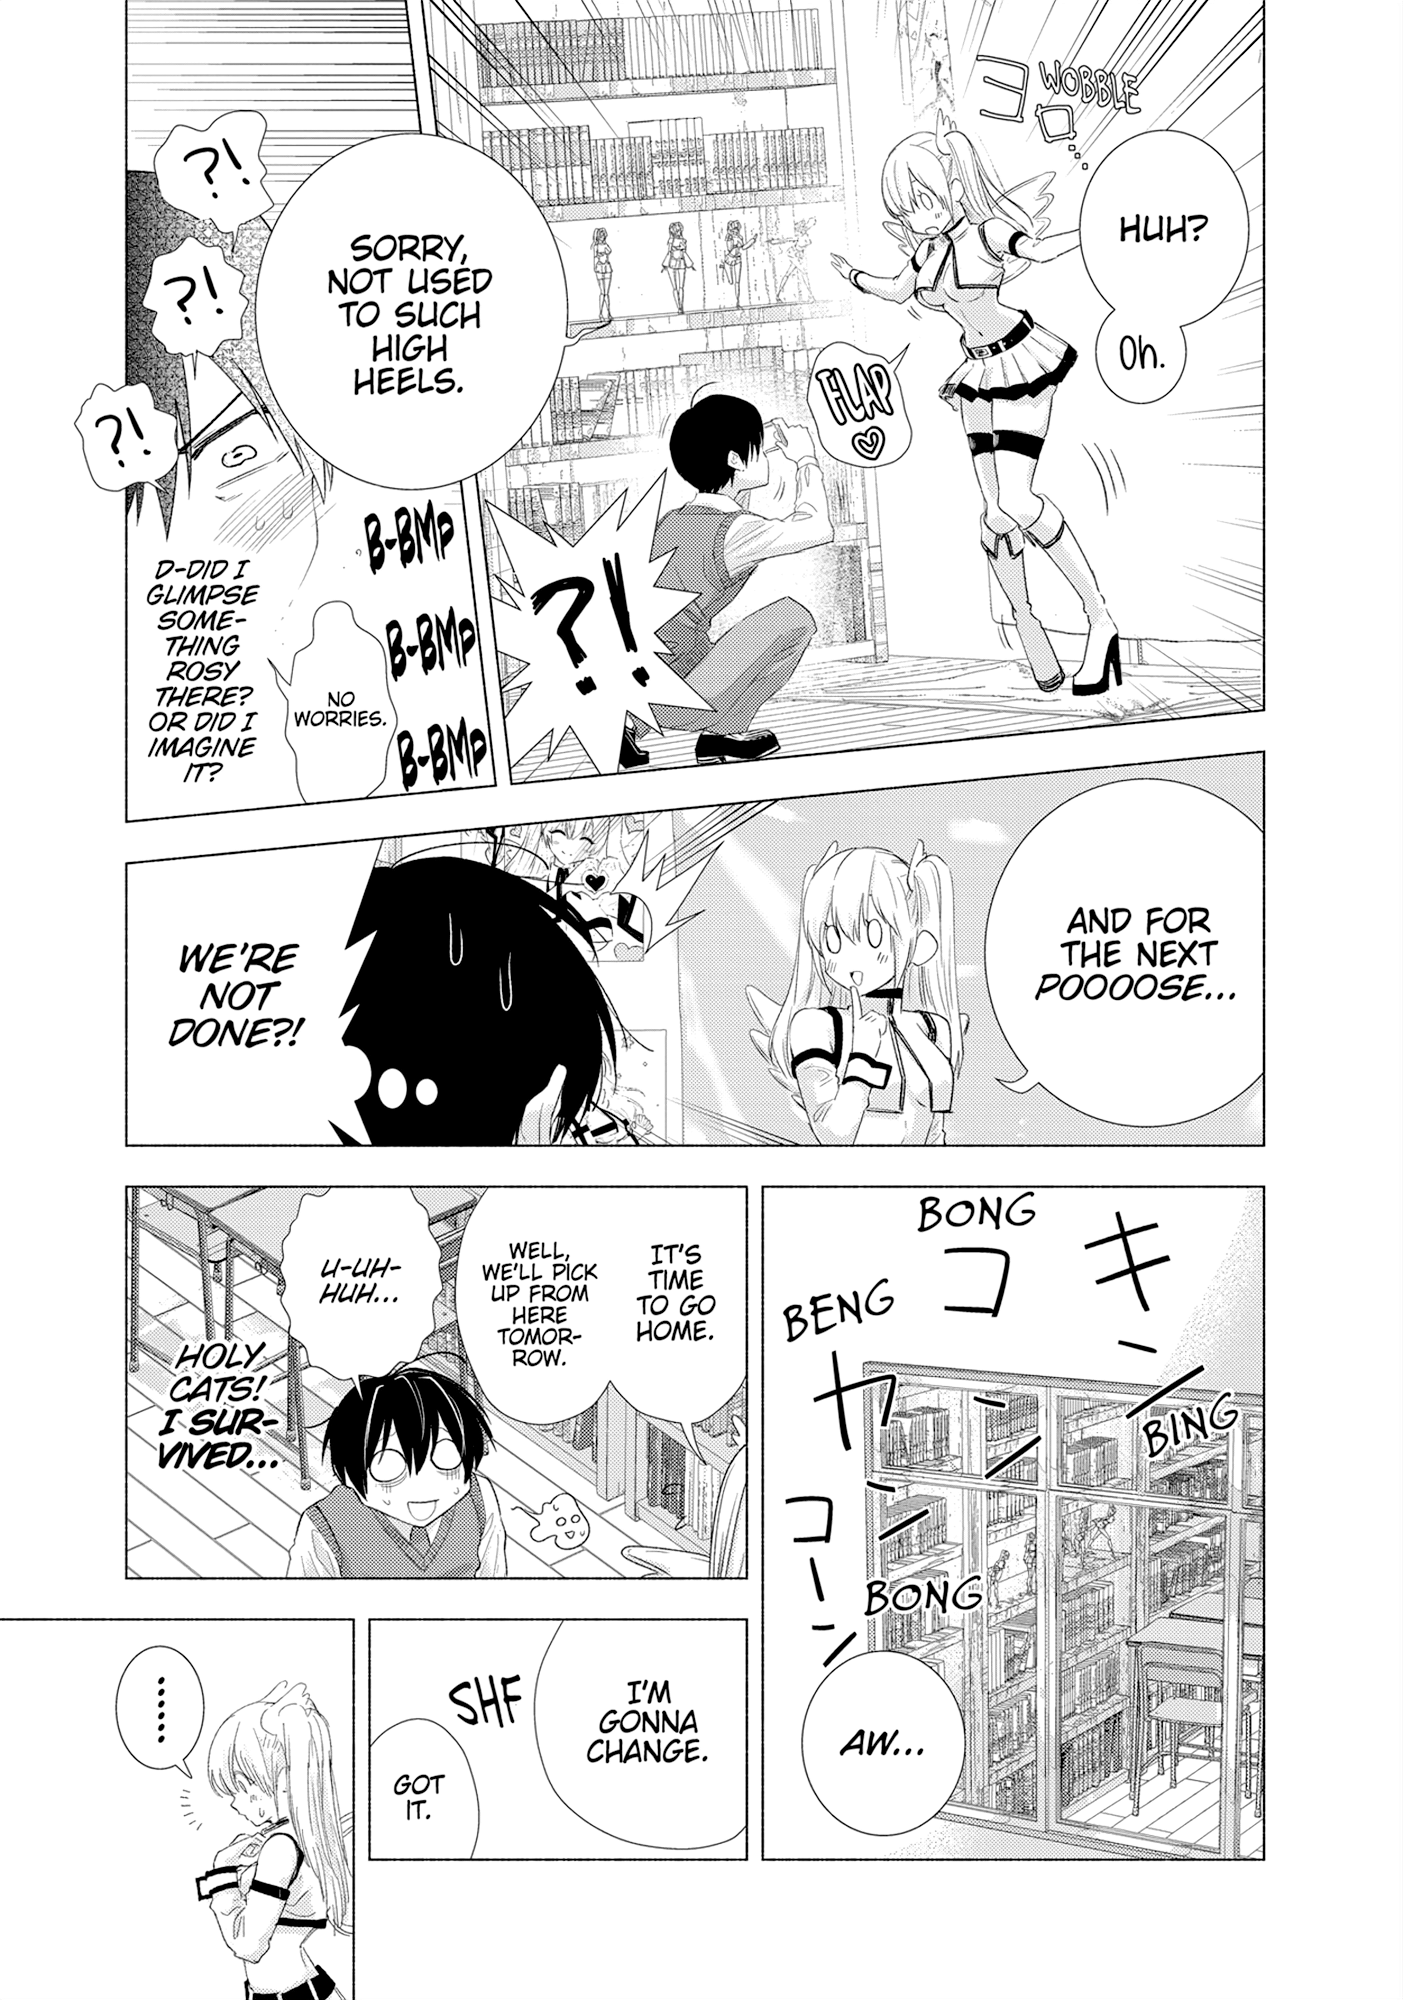 ヨロ
WOBBLE
HUH?
Oh.
FLAP
?!
SORRY,
NOT USED
TO SUCH
HIGH
HEELS.
?!
?!
?!
B-BMP
B-BMP
B-BMP
NO
WORRIES.
D-DID I
GLIMPSE
SOME-
THING
ROSY
THERE?
OR DID I
IMAGINE
IT?
AND FOR
THE NEXT
POOOOSE...
WE'RE
NOT
DONE?!
キーン
コーン
カーン
コーン
BING
BONG
BENG
BONG
AW...
IT'S
TIME
TO GO
HOME.
WELL,
WE'LL PICK
UP FROM
HERE
TOMOR-
ROW.
U-UH-
HUH...
HOLY
CATS!
I SUR-
VIVED...
I'M
GONNA
CHANGE.
SHF
GOT
IT.
......